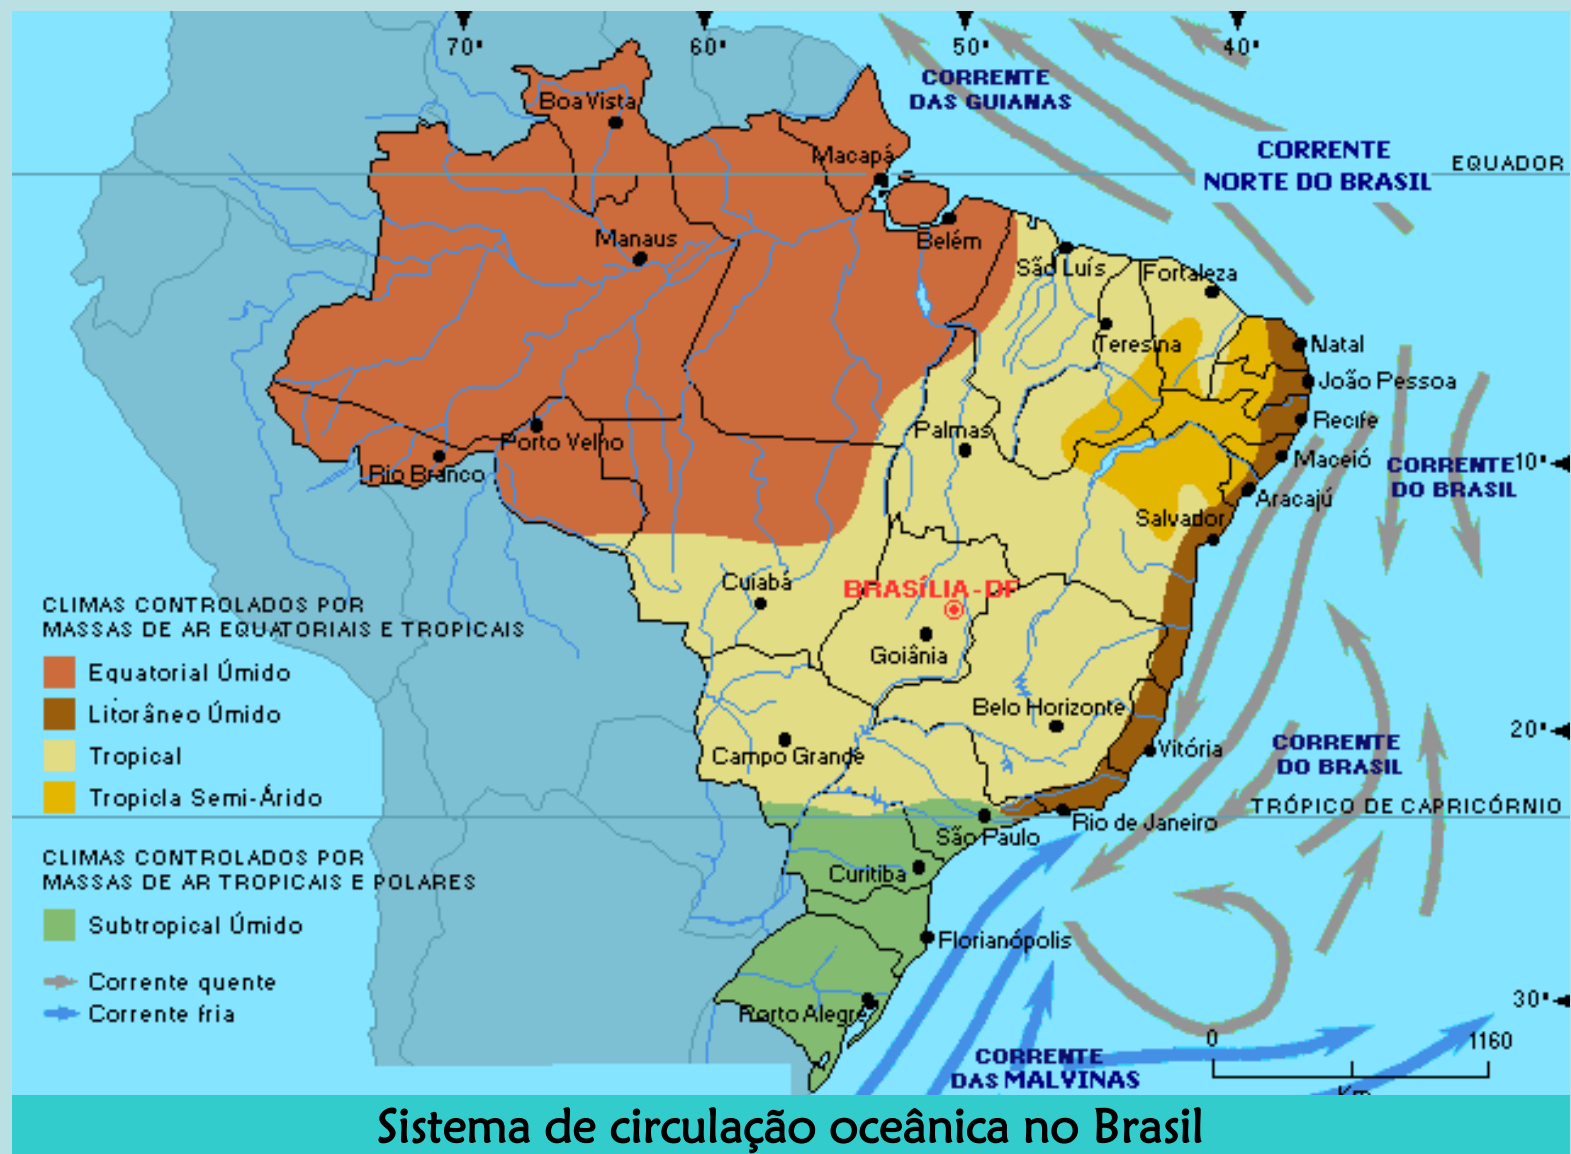 70°
60°
50°
40°
CORRENTE
DAS GUIANAS
CORRENTE
NORTE DO BRASIL
EQUADOR
Boa Vista
Macapá
Manaus
Belém
São Luís
Fortaleza
Teresina
Natal
João Pessoa
Recife
Maceió
Aracajú
Salvador
Palmas
Porto Velho
Rio Branco
CORRENTE
DO BRASIL
10°
Cuiabá
BRASÍLIA-DF
Goiânia
Belo Horizonte
Campo Grande
Vitória
20°
CORRENTE
DO BRASIL
TRÓPICO DE CAPRICÓRNIO
Rio de Janeiro
São Paulo
Curitiba
Florianópolis
Porto Alegre
30°
CLIMAS CONTROLADOS POR
MASSAS DE AR EQUATORIAIS E TROPICAIS
Equatorial Úmido
Litorâneo Úmido
Tropical
Tropicla Semi-Árido
CLIMAS CONTROLADOS POR
MASSAS DE AR TROPICAIS E POLARES
Subtropical Úmido
Corrente quente
Corrente fria
CORRENTE
DAS MALVINAS
0
1160
Km
Sistema de circulação oceânica no Brasil